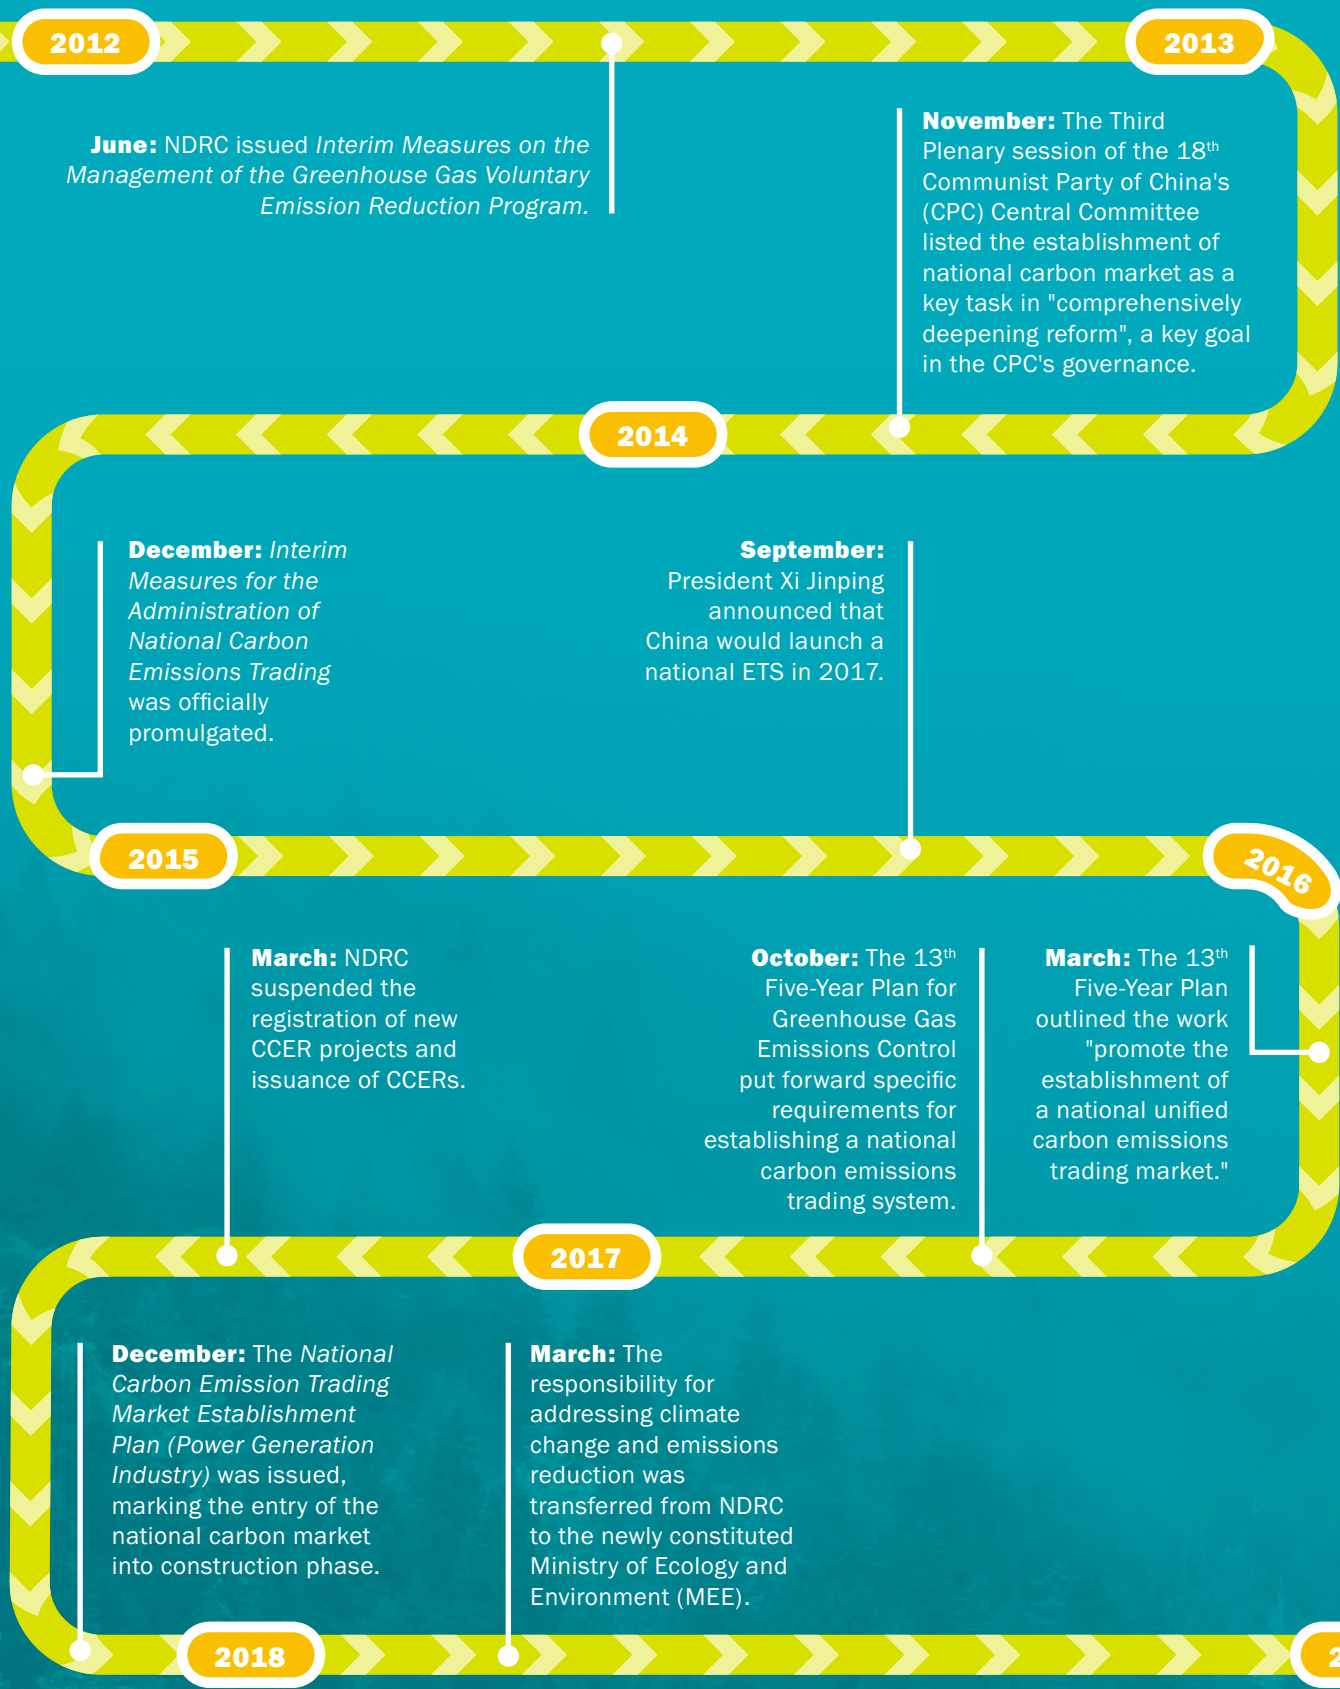 2012
2013
June: NDRC issued Interim Measures on the
Management of the Greenhouse Gas Voluntary
Emission Reduction Program.
November: The Third
Plenary session of the 18th
Communist Party of China's
(CPC) Central Committee
listed the establishment of
national carbon market as a
key task in "comprehensively
deepening reform", a key goal
in the CPC's governance.
2014
December: Interim
Measures for the
Administration of
National Carbon
Emissions Trading
was officially
promulgated.
September:
President Xi Jinping
announced that
China would launch a
national ETS in 2017.
2015
2016
March: NDRC
suspended the
registration of new
CCER projects and
issuance of CCERs.
October: The 13th
Five-Year Plan for
Greenhouse Gas
Emissions Control
put forward specific
requirements for
establishing a national
carbon emissions
trading system.
March: The 13th
Five-Year Plan
outlined the work
"promote the
establishment of
a national unified
carbon emissions
trading market."
2017
December: The National
Carbon Emission Trading
Market Establishment
Plan (Power Generation
Industry) was issued,
marking the entry of the
national carbon market
into construction phase.
March: The
responsibility for
addressing climate
change and emissions
reduction was
transferred from NDRC
to the newly constituted
Ministry of Ecology and
Environment (MEE).
2018